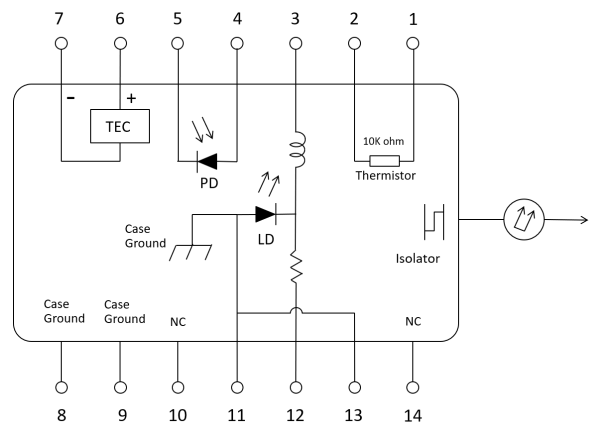 7 6 5 4 3 2 1
- +
TEC
10K ohm
PD
Thermistor
Case
Ground
LD
Isolator
Case
Ground
Case
Ground
NC
NC
8 9 10 11 12 13 14